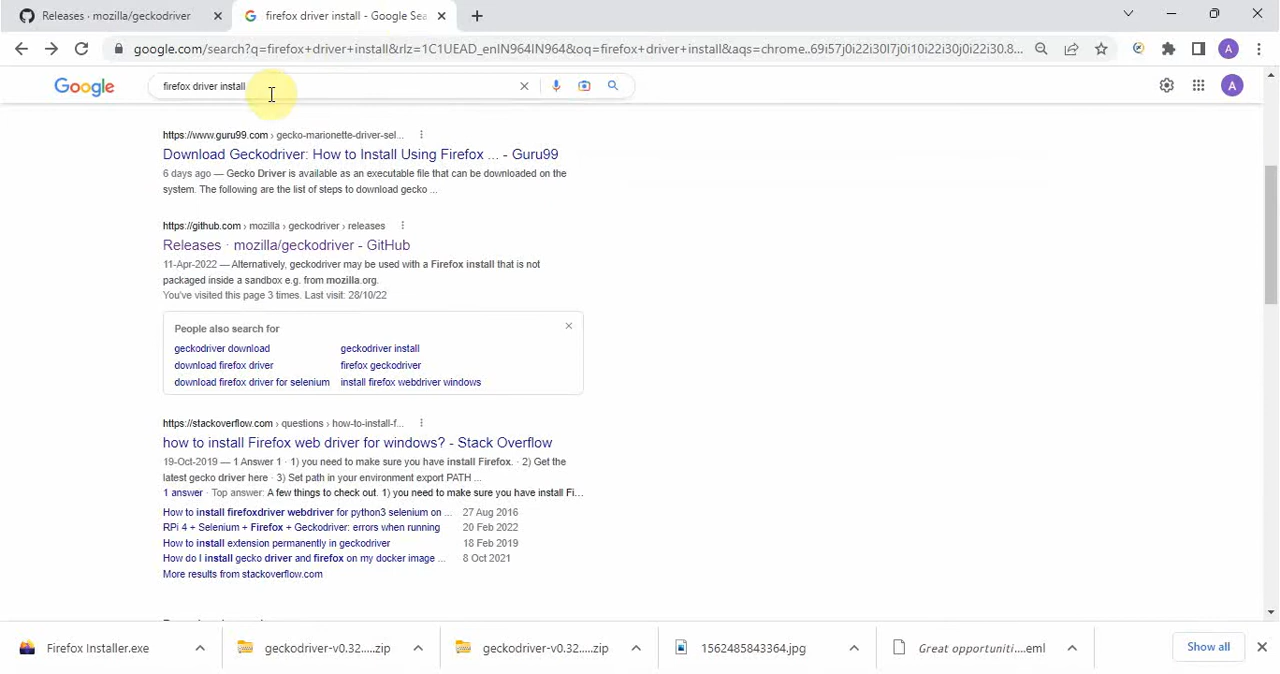 Releases · mozilla/geckodriver
firefox driver install - Google Sea
google.com/search?q=firefox+driver+install&rlz=1C1UEAD_enIN964IN964&oq=firefox+driver+install&aqs=chrome..69i57j0i22i30l7j0i10i22i30j0i22i30.8...
A
Google
firefox driver install
A
https://www.guru99.com › gecko-marionette-driver-sel...
Download Geckodriver: How to Install Using Firefox ... - Guru99
6 days ago — Gecko Driver is available as an executable file that can be downloaded on the
system. The following are the list of steps to download gecko ...
https://github.com › mozilla › geckodriver › releases
Releases · mozilla/geckodriver - GitHub
11-Apr-2022 — Alternatively, geckodriver may be used with a Firefox install that is not
packaged inside a sandbox e.g. from mozilla.org.
You've visited this page 3 times. Last visit: 28/10/22
People also search for
geckodriver download
geckodriver install
download firefox driver
firefox geckodriver
download firefox driver for selenium
install firefox webdriver windows
https://stackoverflow.com › questions › how-to-install-f...
how to install Firefox web driver for windows? - Stack Overflow
19-Oct-2019 — 1 Answer 1 · 1) you need to make sure you have install Firefox. · 2) Get the
latest gecko driver here · 3) Set path in your environment export PATH ...
1 answer · Top answer: A few things to check out. 1) you need to make sure you have install Fi...
How to install firefoxdriver webdriver for python3 selenium on ... 27 Aug 2016
RPi 4 + Selenium + Firefox + Geckodriver: errors when running 20 Feb 2022
How to install extension permanently in geckodriver 18 Feb 2019
How do I install gecko driver and firefox on my docker image ... 8 Oct 2021
More results from stackoverflow.com
Firefox Installer.exe
geckodriver-v0.32....zip
geckodriver-v0.32....zip
1562485843364.jpg
Great opportuniti....eml
Show all